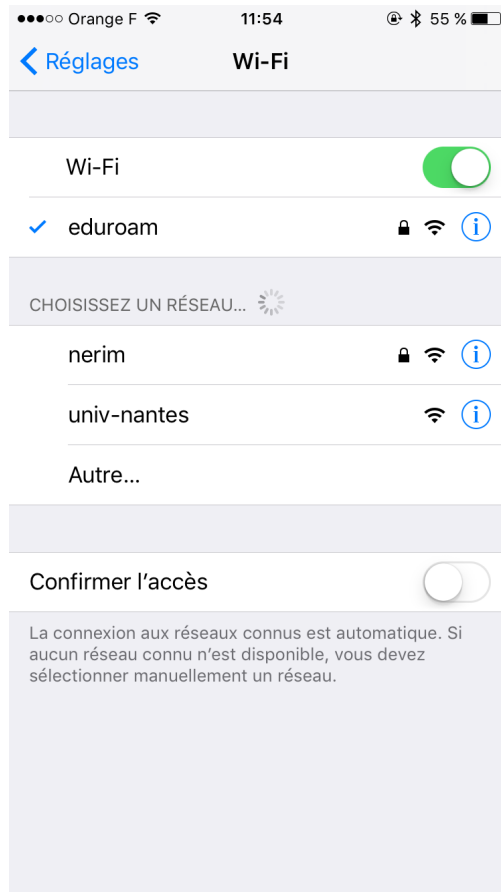 Orange F 11:54 55 %
Réglages Wi-Fi
Wi-Fi
eduroam
CHOISISSEZ UN RÉSEAU...
nerim
univ-nantes
Autre...
Confirmer l’accès
La connexion aux réseaux connus est automatique. Si
aucun réseau connu n’est disponible, vous devez
sélectionner manuellement un réseau.